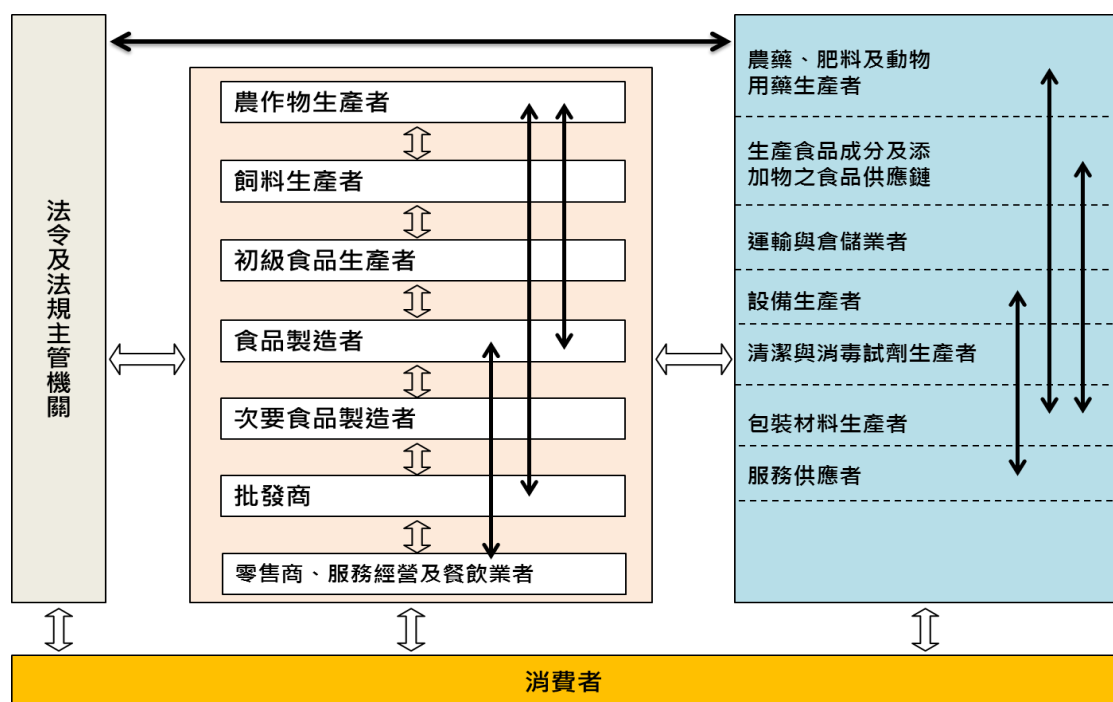 法令及法規主管機關
農作物生產者
飼料生產者
初級食品生產者
食品製造者
次要食品製造者
批發商
零售商、服務經營及餐飲業者
農藥、肥料及動物
用藥生產者
生產食品成分及添
加物之食品供應鏈
運輸與倉儲業者
設備生產者
清潔與消毒試劑生產者
包裝材料生產者
服務供應者
消費者